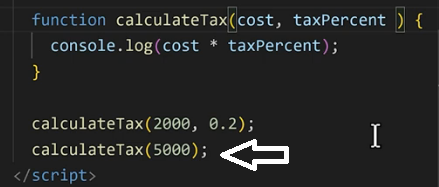 function calculateTax(cost, taxPercent ) {
console.log(cost * taxPercent);
}
calculateTax(2000, 0.2);
calculateTax(5000);
</script>